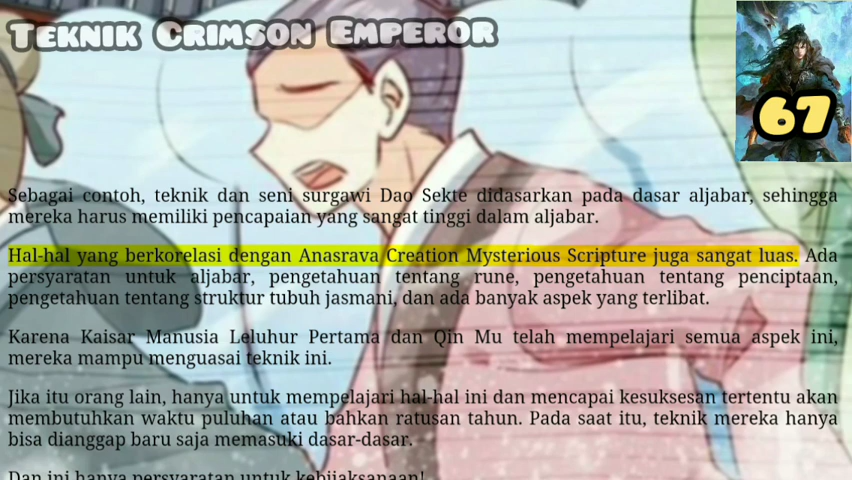 Teknik Crimson Emperor
67
Sebagai contoh, teknik dan seni surgawi Dao Sekte didasarkan pada dasar aljabar, sehingga
mereka harus memiliki pencapaian yang sangat tinggi dalam aljabar.
Hal-hal yang berkorelasi dengan Anasrava Creation Mysterious Scripture juga sangat luas. Ada
persyaratan untuk aljabar, pengetahuan tentang rune, pengetahuan tentang penciptaan,
pengetahuan tentang struktur tubuh jasmani, dan ada banyak aspek yang terlibat.
Karena Kaisar Manusia Leluhur Pertama dan Qin Mu telah mempelajari semua aspek ini,
mereka mampu menguasai teknik ini.
Jika itu orang lain, hanya untuk mempelajari hal-hal ini dan mencapai kesuksesan tertentu akan
membutuhkan waktu puluhan atau bahkan ratusan tahun. Pada saat itu, teknik mereka hanya
bisa dianggap baru saja memasuki dasar-dasar.
Dan ini hanya persyaratan untuk kebijaksanaan!